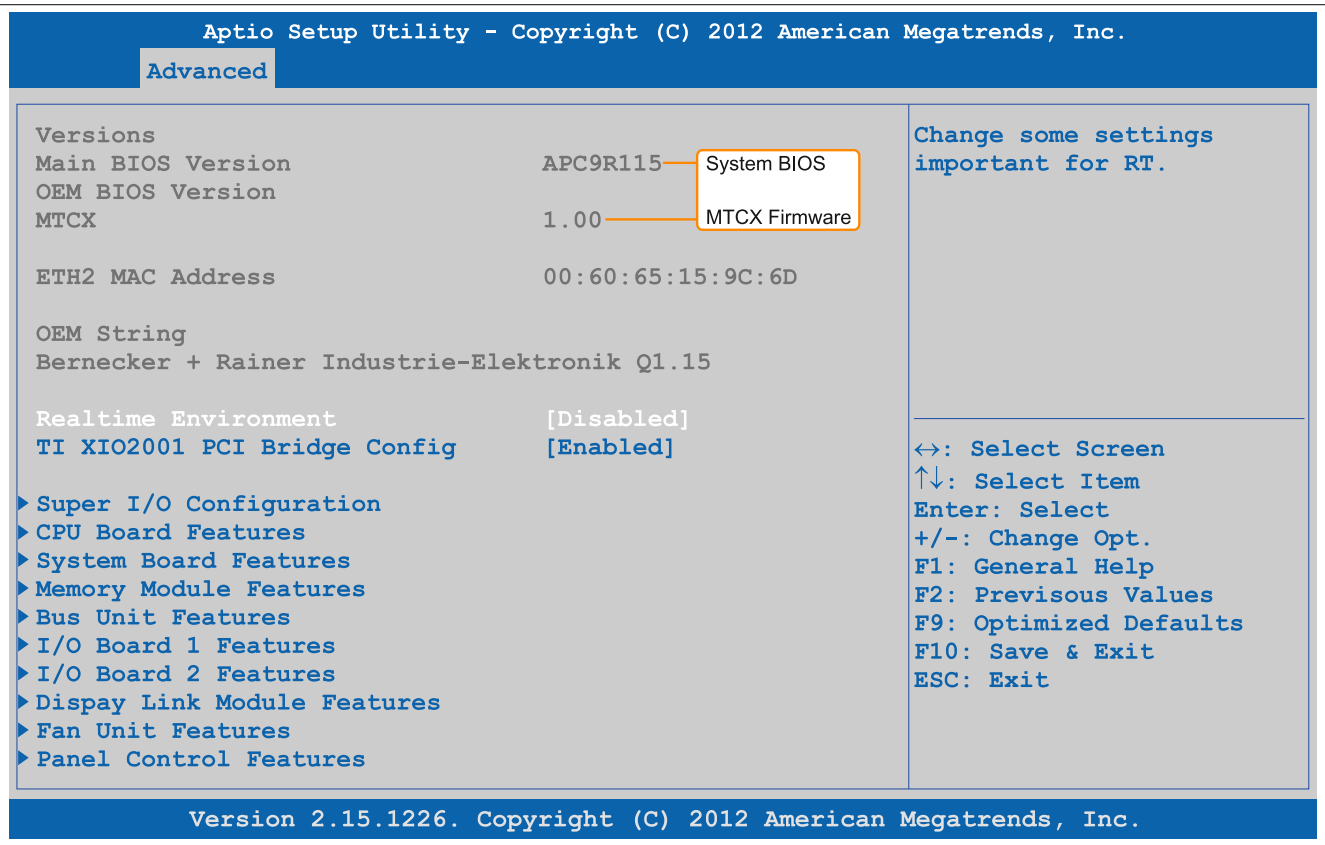 Aptio Setup Utility - Copyright (C) 2012 American Megatrends, Inc.
Advanced
Versions
Main BIOS Version APC9R115 System BIOS
OEM BIOS Version
MTCX 1.00 MTCX Firmware
ETH2 MAC Address 00:60:65:15:9C:6D
OEM String
Bernecker + Rainer Industrie-Elektronik Q1.15
Realtime Environment [Disabled]
TI XIO2001 PCI Bridge Config [Enabled]
Super I/O Configuration
CPU Board Features
System Board Features
Memory Module Features
Bus Unit Features
I/O Board 1 Features
I/O Board 2 Features
Dispay Link Module Features
Fan Unit Features
Panel Control Features
Change some settings
important for RT.
↔: Select Screen
↑↓: Select Item
Enter: Select
+/-: Change Opt.
F1: General Help
F2: Previsous Values
F9: Optimized Defaults
F10: Save & Exit
ESC: Exit
Version 2.15.1226. Copyright (C) 2012 American Megatrends, Inc.